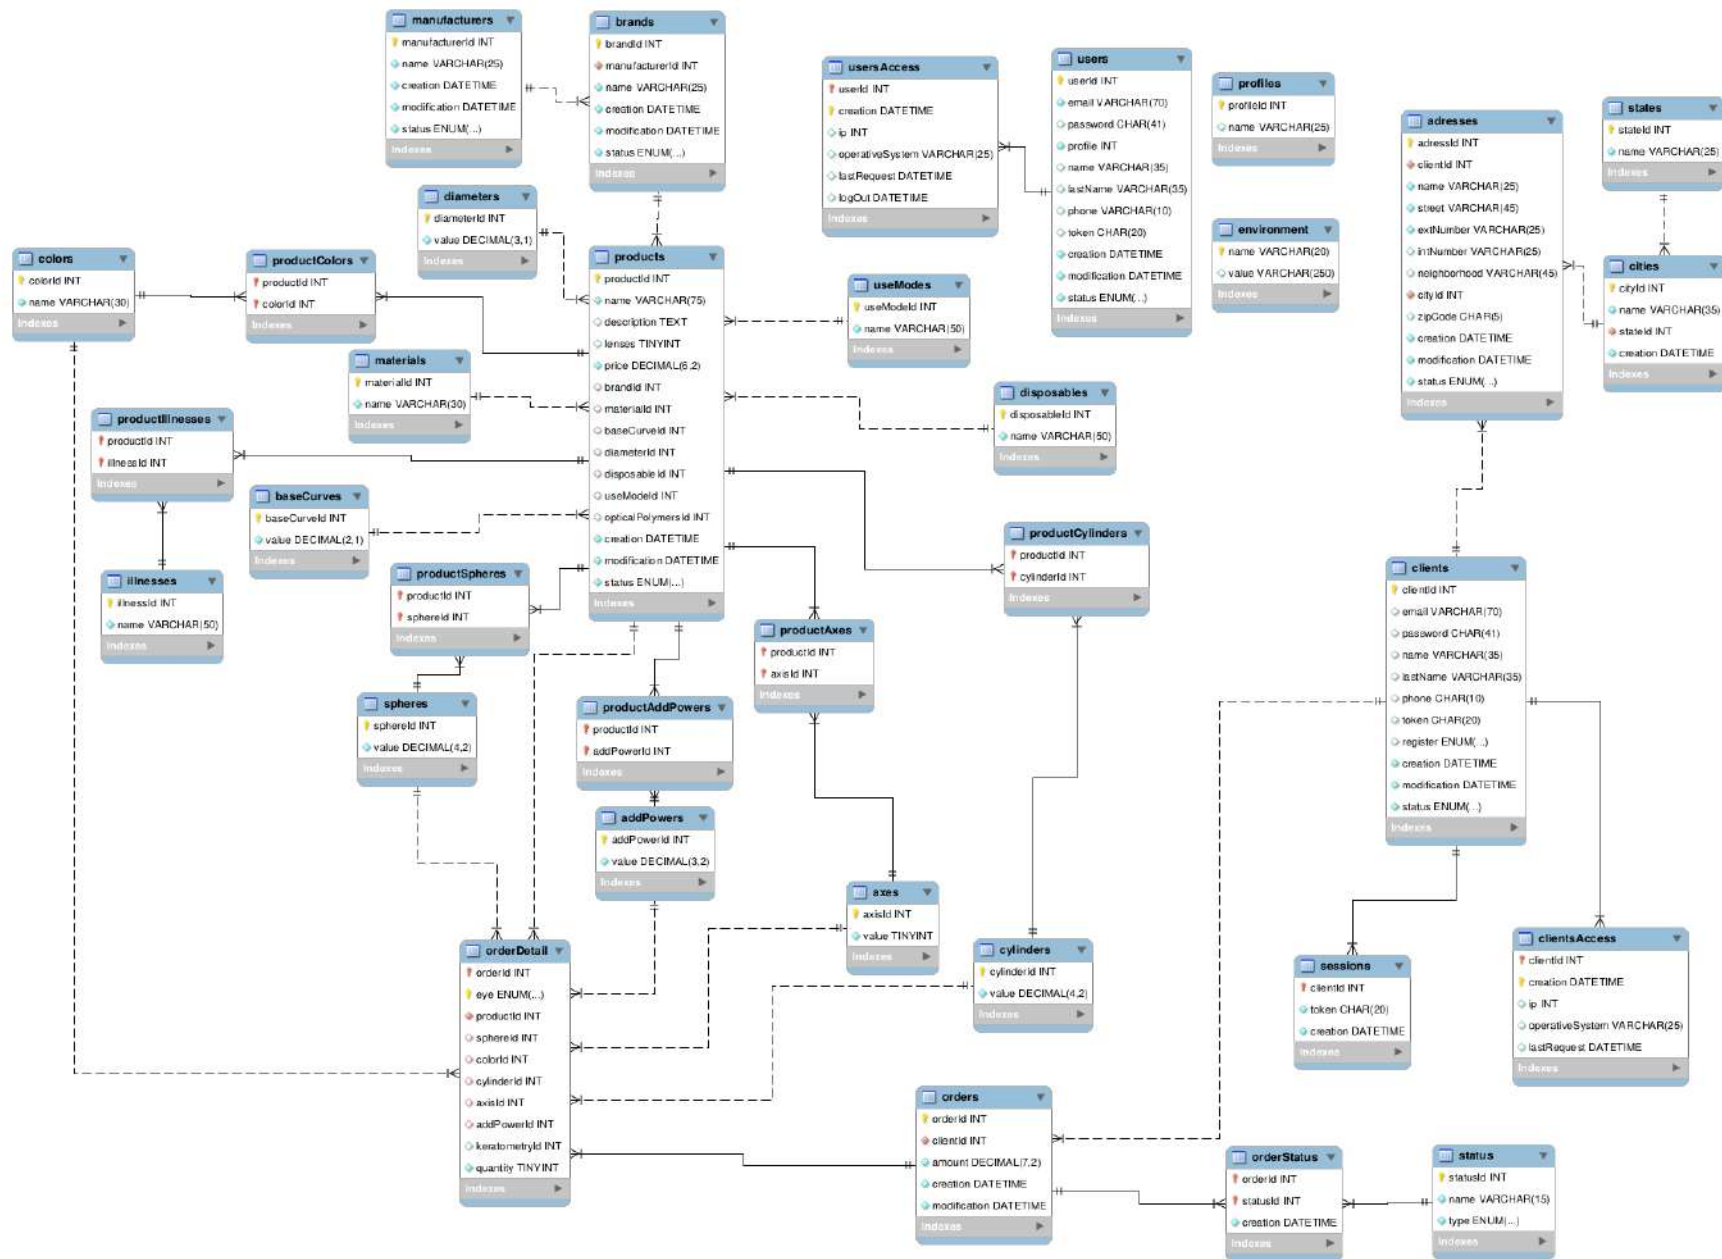 manufacturers
manufacturerId INT
name VARCHAR(25)
creation DATETIME
modification DATETIME
status ENUM(...)
Indexes
brands
brandId INT
manufacturerId INT
name VARCHAR(25)
creation DATETIME
modification DATETIME
status ENUM(...)
Indexes
usersAccess
userId INT
creation DATETIME
ip INT
operativeSystem VARCHAR(25)
lastRequest DATETIME
logOut DATETIME
Indexes
users
userId INT
email VARCHAR(70)
password CHAR(41)
profile INT
name VARCHAR(35)
lastName VARCHAR(35)
phone VARCHAR(10)
token CHAR(20)
creation DATETIME
modification DATETIME
status ENUM(...)
Indexes
profiles
profileId INT
name VARCHAR(25)
Indexes
adresses
adressId INT
clientId INT
name VARCHAR(25)
street VARCHAR(45)
extNumber VARCHAR(25)
intNumber VARCHAR(25)
neighborhood VARCHAR(45)
cityId INT
zipCode CHAR(5)
creation DATETIME
modification DATETIME
status ENUM(...)
Indexes
states
stateId INT
name VARCHAR(25)
Indexes
diameters
diameterId INT
value DECIMAL(3,1)
Indexes
environment
name VARCHAR(20)
value VARCHAR(250)
Indexes
cities
cityId INT
name VARCHAR(35)
stateId INT
creation DATETIME
Indexes
colors
colorId INT
name VARCHAR(30)
Indexes
productColors
productId INT
colorId INT
Indexes
products
productId INT
name VARCHAR(75)
description TEXT
lenses TINYINT
price DECIMAL(6,2)
brandId INT
materialId INT
baseCurveId INT
diameterId INT
disposableId INT
useModeId INT
opticalPolymersId INT
creation DATETIME
modification DATETIME
status ENUM(...)
Indexes
useModes
useModeId INT
name VARCHAR(50)
Indexes
materials
materialId INT
name VARCHAR(30)
Indexes
disposables
disposableId INT
name VARCHAR(50)
Indexes
productIllnesses
productId INT
illnessId INT
Indexes
baseCurves
baseCurveId INT
value DECIMAL(2,1)
Indexes
productCylinders
productId INT
cylinderId INT
Indexes
illnesses
illnessId INT
name VARCHAR(50)
Indexes
productSpheres
productId INT
sphereId INT
Indexes
clients
clientId INT
email VARCHAR(70)
password CHAR(41)
name VARCHAR(35)
lastName VARCHAR(35)
phone CHAR(10)
token CHAR(20)
register ENUM(...)
creation DATETIME
modification DATETIME
status ENUM(...)
Indexes
productAxes
productId INT
axisId INT
Indexes
spheres
sphereId INT
value DECIMAL(4,2)
Indexes
productAddPowers
productId INT
addPowerId INT
Indexes
addPowers
addPowerId INT
value DECIMAL(3,2)
Indexes
axes
axisId INT
value TINYINT
Indexes
orderDetail
orderId INT
eye ENUM(...)
productId INT
sphereId INT
colorId INT
cylinderId INT
axisId INT
addPowerId INT
keratometryId INT
quantity TINYINT
Indexes
cylinders
cylinderId INT
value DECIMAL(4,2)
Indexes
sessions
clientId INT
token CHAR(20)
creation DATETIME
Indexes
clientsAccess
clientId INT
creation DATETIME
ip INT
operativeSystem VARCHAR(25)
lastRequest DATETIME
Indexes
orders
orderId INT
clientId INT
amount DECIMAL(7,2)
creation DATETIME
modification DATETIME
Indexes
orderStatus
orderId INT
statusId INT
creation DATETIME
Indexes
status
statusId INT
name VARCHAR(15)
type ENUM(...)
Indexes